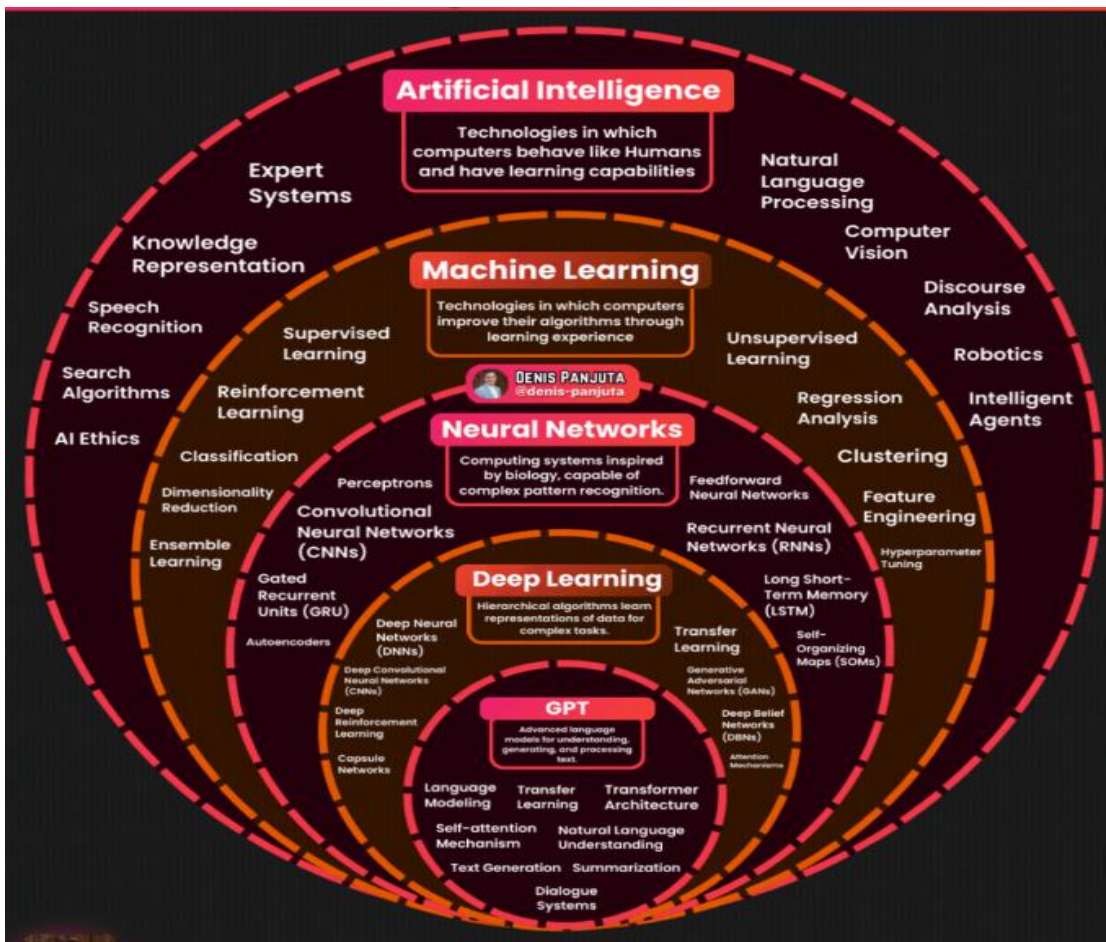 Artificial Intelligence
Technologies in which
computers behave like Humans
and have learning capabilities
Expert
Systems
Knowledge
Representation
Speech
Recognition
Search
Algorithms
AI Ethics
Natural
Language
Processing
Computer
Vision
Discourse
Analysis
Robotics
Intelligent
Agents
Machine Learning
Technologies in which computers
improve their algorithms through
learning experience
Supervised
Learning
Reinforcement
Learning
Classification
Dimensionality
Reduction
Ensemble
Learning
Unsupervised
Learning
Regression
Analysis
Clustering
Feature
Engineering
Hyperparameter
Tuning
DENIS PANJUTA
@denis-panjuta
Neural Networks
Computing systems inspired
by biology, capable of
complex pattern recognition.
Perceptrons
Convolutional
Neural Networks
(CNNs)
Gated
Recurrent
Units (GRU)
Autoencoders
Feedforward
Neural Networks
Recurrent Neural
Networks (RNNs)
Long Short-
Term Memory
(LSTM)
Self-
Organizing
Maps (SOMs)
Deep Learning
Hierarchical algorithms learn
representations of data for
complex tasks.
Deep Neural
Networks
(DNNs)
Deep Convolutional
Neural Networks
(CNNs)
Deep
Reinforcement
Learning
Capsule
Networks
Transfer
Learning
Generative
Adversarial
Networks (GANs)
Deep Belief
Networks
(DBNs)
Attention
Mechanisms
GPT
Advanced language
models for understanding,
generating, and processing
text.
Language
Modeling
Transfer
Learning
Transformer
Architecture
Self-attention
Mechanism
Natural Language
Understanding
Text Generation
Summarization
Dialogue
Systems